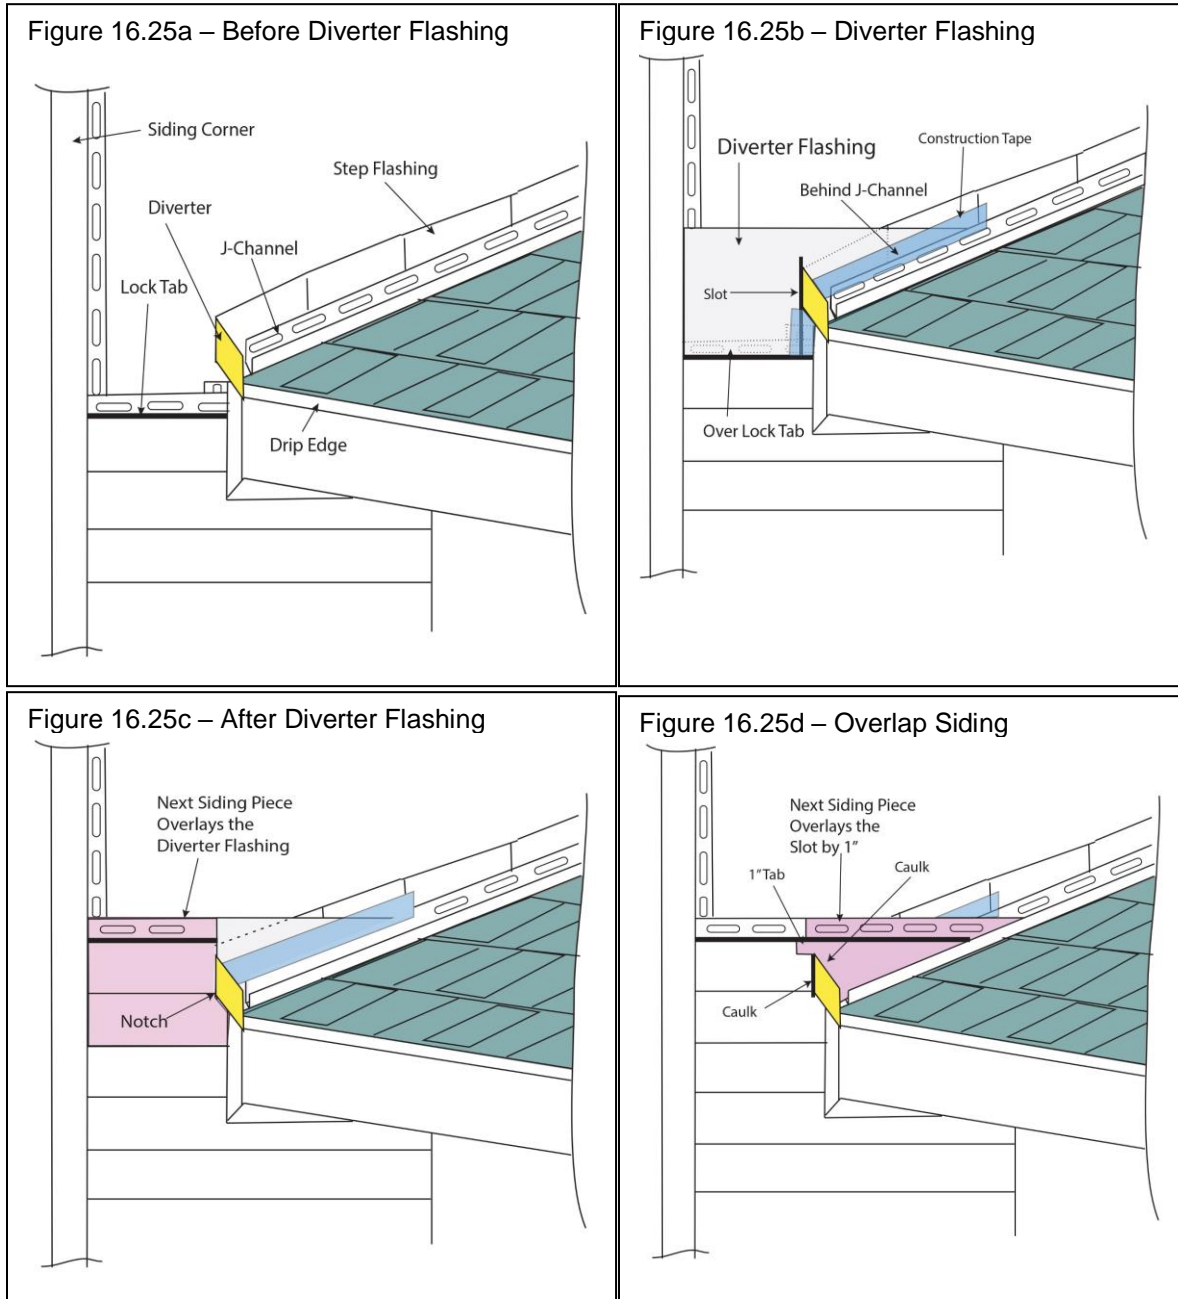 Figure 16.25a – Before Diverter Flashing
Siding Corner
Step Flashing
Diverter
J-Channel
Lock Tab
Drip Edge
Figure 16.25b – Diverter Flashing
Construction Tape
Diverter Flashing
Behind J-Channel
Slot
Over Lock Tab
Figure 16.25c – After Diverter Flashing
Next Siding Piece
Overlays the
Diverter Flashing
Notch
Figure 16.25d – Overlap Siding
Next Siding Piece
Overlays the
Slot by 1"
Caulk
1" Tab
Caulk